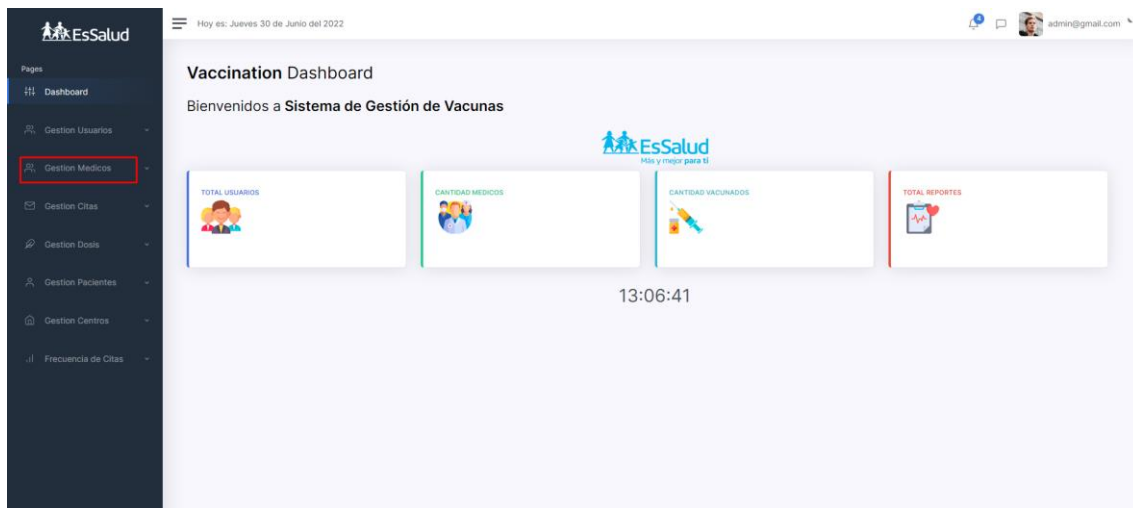 EsSalud
Hoy es: Jueves 30 de Junio del 2022
4
admin@gmail.com
Pages
Dashboard
Gestion Usuarios
Gestion Medicos
Gestion Citas
Gestion Dosis
Gestion Pacientes
Gestion Centros
Frecuencia de Citas
Vaccination Dashboard
Bienvenidos a Sistema de Gestión de Vacunas
EsSalud
Más y mejor para ti
TOTAL USUARIOS
CANTIDAD MEDICOS
CANTIDAD VACUNADOS
TOTAL REPORTES
13:06:41